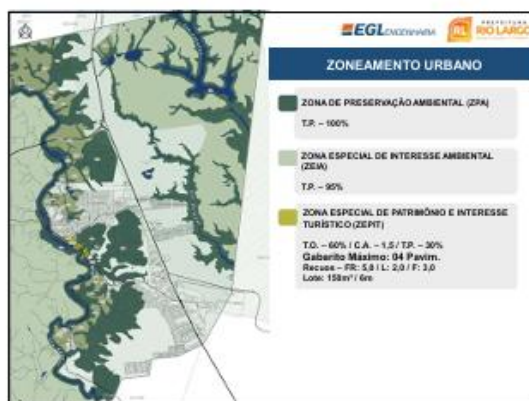 EGL ENGENHARIA
PREFEITURA
RL RIO LARGO
ZONEAMENTO URBANO
ZONA DE PRESERVAÇÃO AMBIENTAL (ZPA)
T.P. – 100%
ZONA ESPECIAL DE INTERESSE AMBIENTAL
(ZEIA)
T.P. – 95%
ZONA ESPECIAL DE PATRIMÔNIO E INTERESSE
TURÍSTICO (ZEPIT)
T.O. – 60% / C.A. – 1,5 / T.P. – 30%
Gabarito Máximo: 04 Pavim.
Recuos – FR: 5,0 / L: 2,0 / F: 3,0
Lote: 150m² / 6m